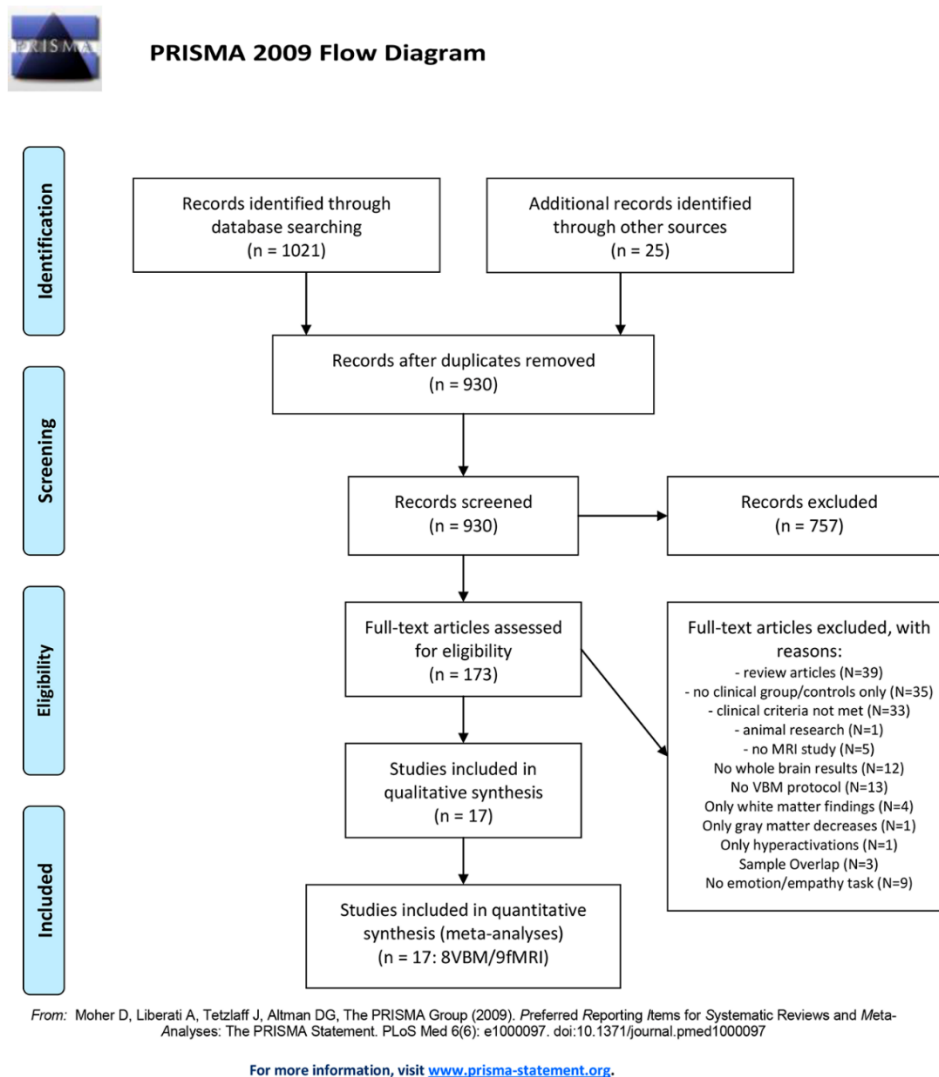 PRISMA
PRISMA 2009 Flow Diagram
Identification
Records identified through
database searching
(n = 1021)
Additional records identified
through other sources
(n = 25)
Records after duplicates removed
(n = 930)
Screening
Records screened
(n = 930)
Records excluded
(n = 757)
Eligibility
Full-text articles assessed
for eligibility
(n = 173)
Full-text articles excluded, with
reasons:
- review articles (N=39)
- no clinical group/controls only (N=35)
- clinical criteria not met (N=33)
- animal research (N=1)
- no MRI study (N=5)
No whole brain results (N=12)
No VBM protocol (N=13)
Only white matter findings (N=4)
Only gray matter decreases (N=1)
Only hyperactivations (N=1)
Sample Overlap (N=3)
No emotion/empathy task (N=9)
Studies included in
qualitative synthesis
(n = 17)
Included
Studies included in quantitative
synthesis (meta-analyses)
(n = 17: 8VBM/9fMRI)
From: Moher D, Liberati A, Tetzlaff J, Altman DG, The PRISMA Group (2009). Preferred Reporting Items for Systematic Reviews and Meta-
Analyses: The PRISMA Statement. PLoS Med 6(6): e1000097. doi:10.1371/journal.pmed1000097
For more information, visit www.prisma-statement.org.